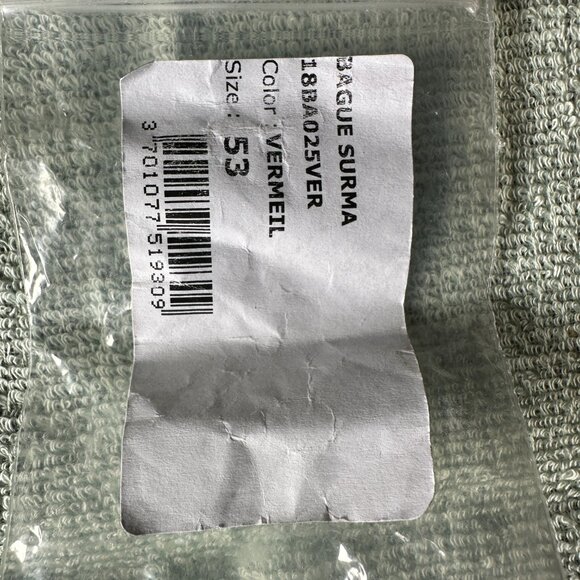 BAGUE SURMA
18BA025VER
Color : VERMEIL
Size : 53
3 701077 519309